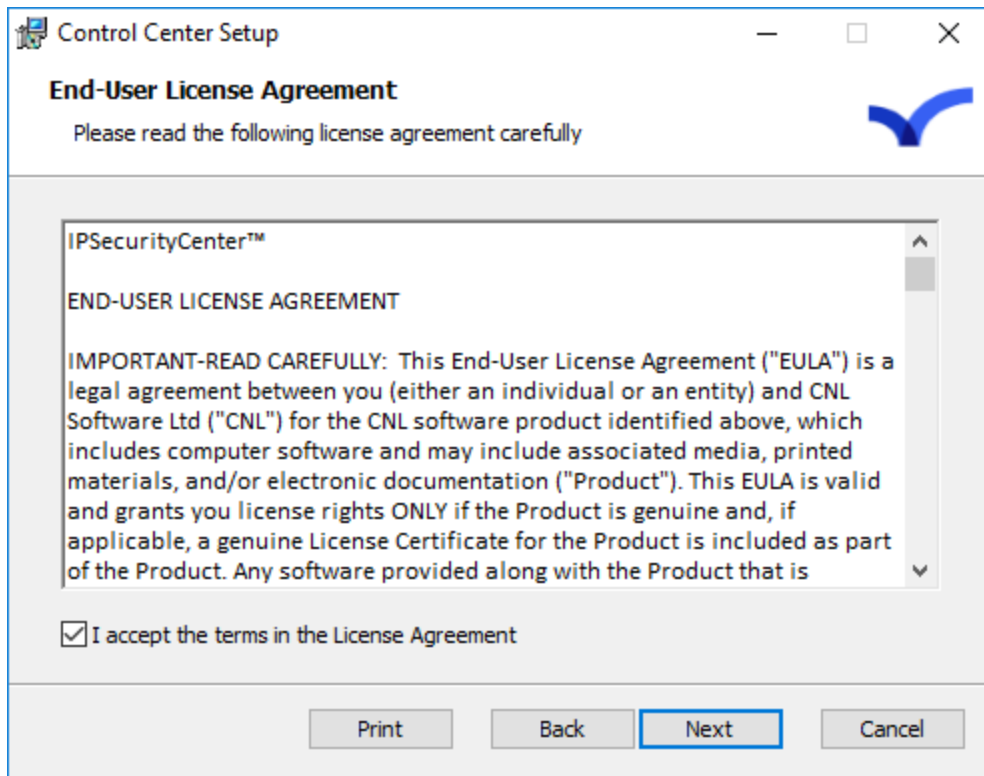 Control Center Setup
End-User License Agreement
Please read the following license agreement carefully
IPSecurityCenter™
END-USER LICENSE AGREEMENT
IMPORTANT-READ CAREFULLY:  This End-User License Agreement ("EULA") is a
legal agreement between you (either an individual or an entity) and CNL
Software Ltd ("CNL") for the CNL software product identified above, which
includes computer software and may include associated media, printed
materials, and/or electronic documentation ("Product"). This EULA is valid
and grants you license rights ONLY if the Product is genuine and, if
applicable, a genuine License Certificate for the Product is included as part
of the Product. Any software provided along with the Product that is
I accept the terms in the License Agreement
Print Back Next Cancel